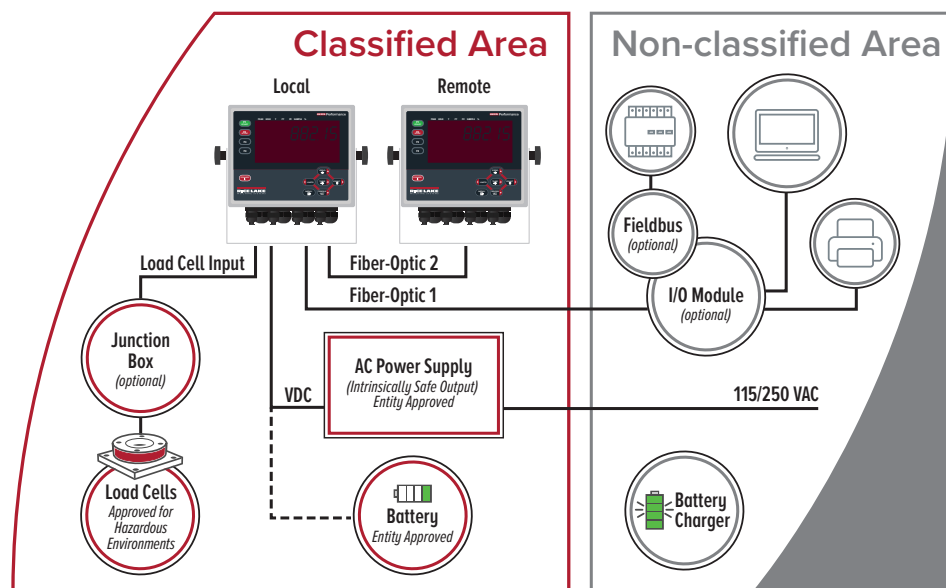 Classified Area
Non-classified Area
Local
Remote
Load Cell Input
Fiber-Optic 2
Fiber-Optic 1
Fieldbus
(optional)
I/O Module
(optional)
Junction
Box
(optional)
AC Power Supply
(Intrinsically Safe Output)
Entity Approved
VDC
115/250 VAC
Load Cells
Approved for
Hazardous
Environments
Battery
Entity Approved
Battery
Charger